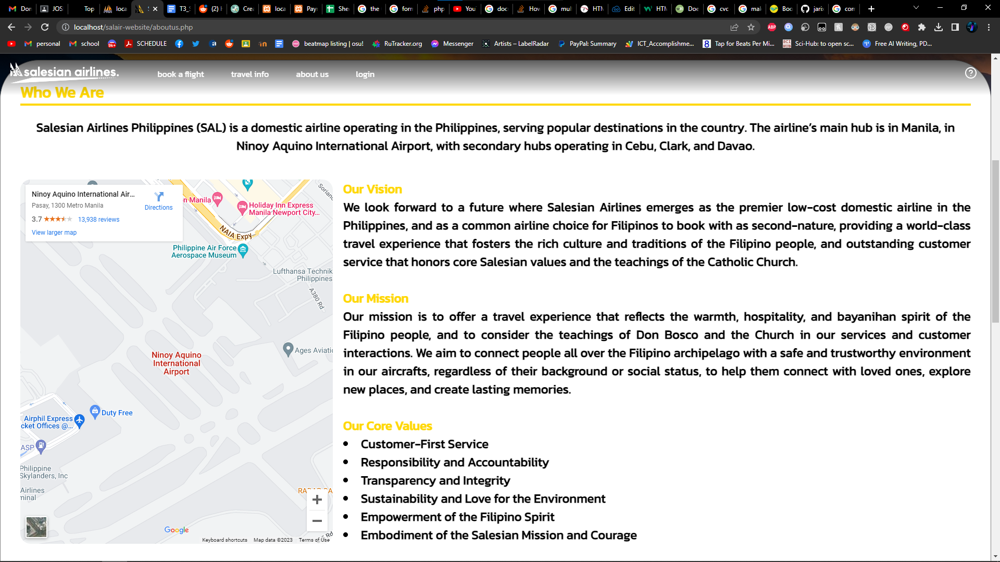 Dor
JOS
Top
loca
T3_S
(2) H
Crea
loca
Payr
She
the
forn
php
You
doc
How
mul
HTM
Edit
HTM
Doe
cvc
mal
Boo
jarix
com
localhost/salair-website/aboutus.php
personal
school
SCHEDULE
beatmap listing | osu!
RuTracker.org
Messenger
Artists – LabelRadar
PayPal: Summary
ICT_Accomplishme...
Tap for Beats Per Mi...
Sci-Hub: to open sc...
Free AI Writing, PD...
salesian airlines.
book a flight
travel info
about us
login
Who We Are
Salesian Airlines Philippines (SAL) is a domestic airline operating in the Philippines, serving popular destinations in the country. The airline's main hub is in Manila, in
Ninoy Aquino International Airport, with secondary hubs operating in Cebu, Clark, and Davao.
Ninoy Aquino International Air...
Pasay, 1300 Metro Manila
Directions
3.7
13,938 reviews
View larger map
n Manila
Holiday Inn Express
Manila Newport City...
Soriano
NAIA Expy
Philippine Air Force
Aerospace Museum
Lufthansa Technik
Philippines
A380 Rd
Ages Aviatio
Ninoy Aquino
International
Airport
Duty Free
Airphil Express
cket Offices @...
ASP
Philippine
Skylanders, Inc
Airlines
minal
Google
Keyboard shortcuts
Map data ©2023
Terms of Use
Rd
Our Vision
We look forward to a future where Salesian Airlines emerges as the premier low-cost domestic airline in the
Philippines, and as a common airline choice for Filipinos to book with as second-nature, providing a world-class
travel experience that fosters the rich culture and traditions of the Filipino people, and outstanding customer
service that honors core Salesian values and the teachings of the Catholic Church.
Our Mission
Our mission is to offer a travel experience that reflects the warmth, hospitality, and bayanihan spirit of the
Filipino people, and to consider the teachings of Don Bosco and the Church in our services and customer
interactions. We aim to connect people all over the Filipino archipelago with a safe and trustworthy environment
in our aircrafts, regardless of their background or social status, to help them connect with loved ones, explore
new places, and create lasting memories.
Our Core Values
• Customer-First Service
• Responsibility and Accountability
• Transparency and Integrity
• Sustainability and Love for the Environment
• Empowerment of the Filipino Spirit
• Embodiment of the Salesian Mission and Courage